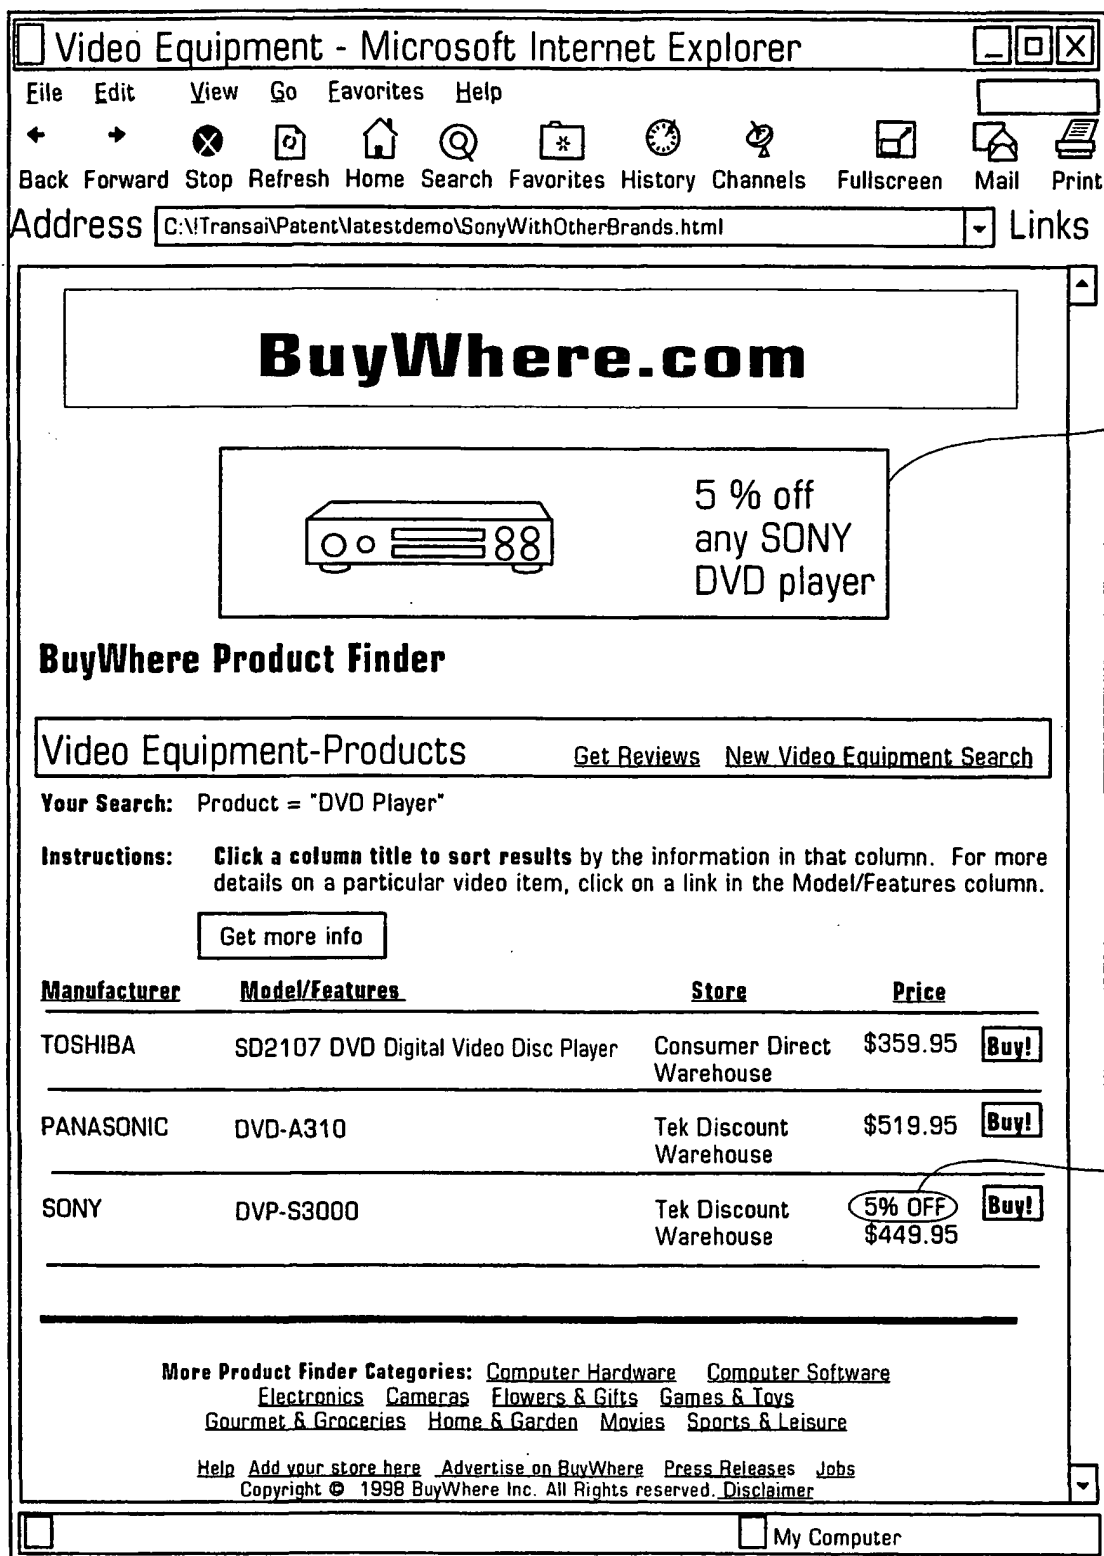 Video Equipment - Microsoft Internet Explorer
File Edit View Go Favorites Help
Back Forward Stop Refresh Home Search Favorites History Channels Fullscreen Mail Print
Address C:\!Transai\Patent\latestdemo\SonyWithOtherBrands.html Links
BuyWhere.com
5 % off
any SONY
DVD player
BuyWhere Product Finder
Video Equipment-Products Get Reviews New Video Equipment Search
Your Search: Product = "DVD Player"
Instructions: Click a column title to sort results by the information in that column. For more
details on a particular video item, click on a link in the Model/Features column.
Get more info
Manufacturer Model/Features Store Price
TOSHIBA SD2107 DVD Digital Video Disc Player Consumer Direct $359.95 Buy!
Warehouse
PANASONIC DVD-A310 Tek Discount $519.95 Buy!
Warehouse
SONY DVP-S3000 Tek Discount 5% OFF Buy!
Warehouse $449.95
More Product Finder Categories: Computer Hardware Computer Software
Electronics Cameras Flowers & Gifts Games & Toys
Gourmet & Groceries Home & Garden Movies Sports & Leisure
Help Add your store here Advertise on BuyWhere Press Releases Jobs
Copyright © 1998 BuyWhere Inc. All Rights reserved. Disclaimer
My Computer